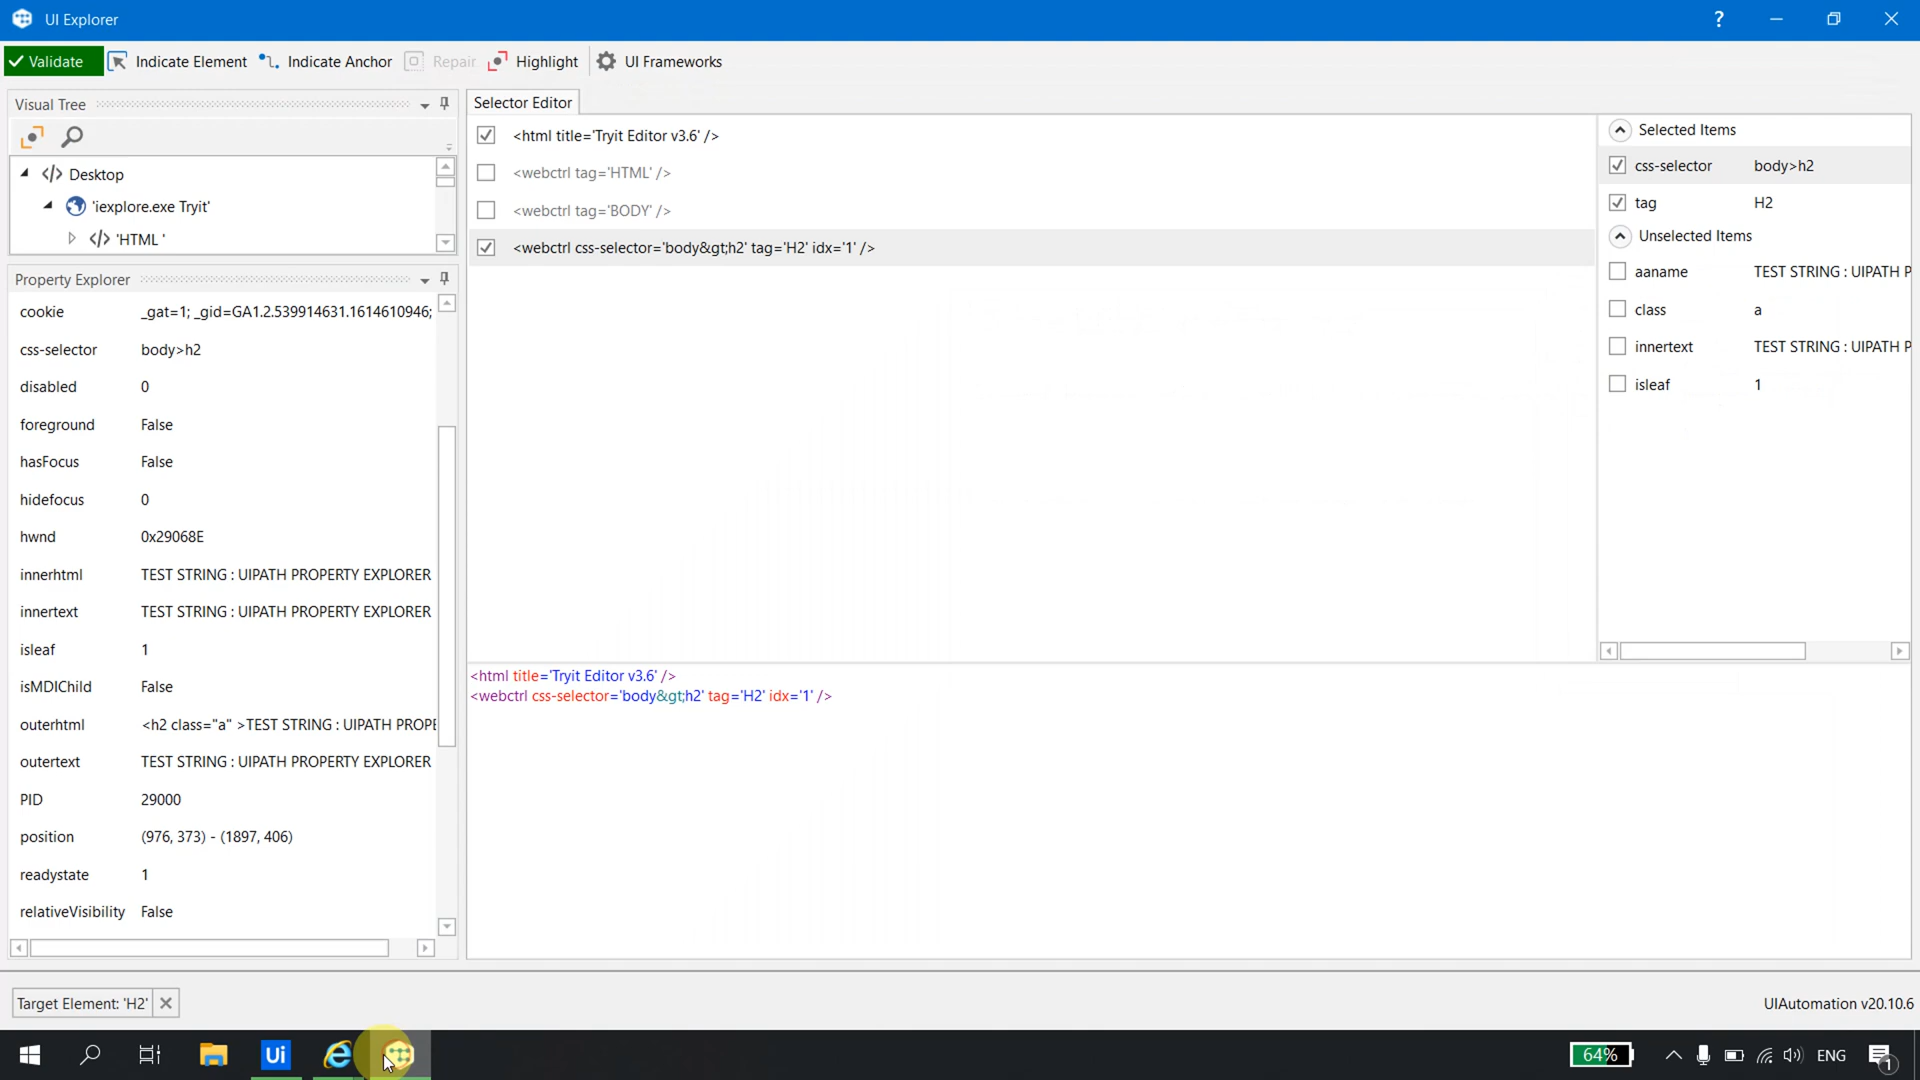 UI Explorer
?
Validate
Indicate Element
Indicate Anchor
Repair
Highlight
UI Frameworks
Visual Tree
</> Desktop
'iexplore.exe Tryit'
</> 'HTML '
Property Explorer
cookie _gat=1; _gid=GA1.2.539914631.1614610946;
css-selector body>h2
disabled 0
foreground False
hasFocus False
hidefocus 0
hwnd 0x29068E
innerhtml TEST STRING : UIPATH PROPERTY EXPLORER
innertext TEST STRING : UIPATH PROPERTY EXPLORER
isleaf 1
isMDIChild False
outerhtml <h2 class="a" >TEST STRING : UIPATH PROPE
outertext TEST STRING : UIPATH PROPERTY EXPLORER
PID 29000
position (976, 373) - (1897, 406)
readystate 1
relativeVisibility False
Selector Editor
<html title='Tryit Editor v3.6' />
<webctrl tag='HTML' />
<webctrl tag='BODY' />
<webctrl css-selector='body&gt;h2' tag='H2' idx='1' />
<html title='Tryit Editor v3.6' />
<webctrl css-selector='body&gt;h2' tag='H2' idx='1' />
Selected Items
css-selector body>h2
tag H2
Unselected Items
aaname TEST STRING : UIPATH P
class a
innertext TEST STRING : UIPATH P
isleaf 1
Target Element: 'H2'
UIAutomation v20.10.6
Ui
64%
ENG
1